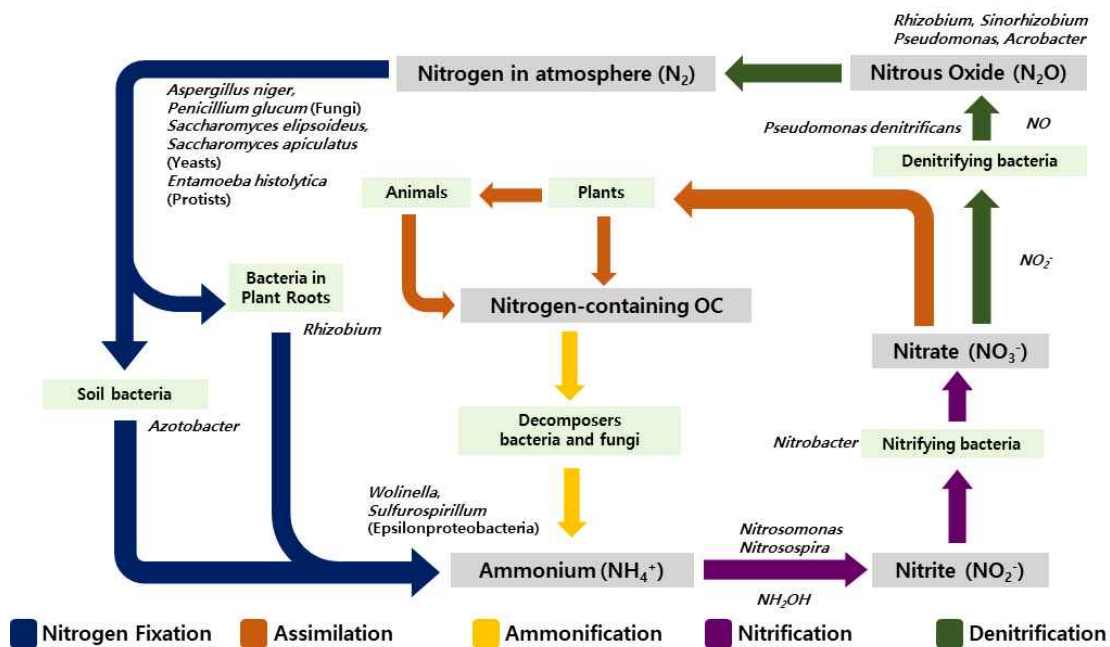 Rhizobium, Sinorhizobium
Pseudomonas, Acrobacter
Nitrogen in atmosphere (N₂)
Nitrous Oxide (N₂O)
Aspergillus niger,
Penicillium glucum (Fungi)
Saccharomyces elipsoideus,
Saccharomyces apiculatus
(Yeasts)
Entamoeba histolytica
(Protists)
Pseudomonas denitrificans
NO
Denitrifying bacteria
Animals
Plants
NO₂⁻
Bacteria in
Plant Roots
Rhizobium
Nitrogen-containing OC
Nitrate (NO₃⁻)
Soil bacteria
Azotobacter
Decomposers
bacteria and fungi
Nitrobacter
Nitrifying bacteria
Wolinella,
Sulfurospirillum
(Epsilonproteobacteria)
Nitrosomonas
Nitrosospira
Ammonium (NH₄⁺)
Nitrite (NO₂⁻)
NH₂OH
Nitrogen Fixation
Assimilation
Ammonification
Nitrification
Denitrification